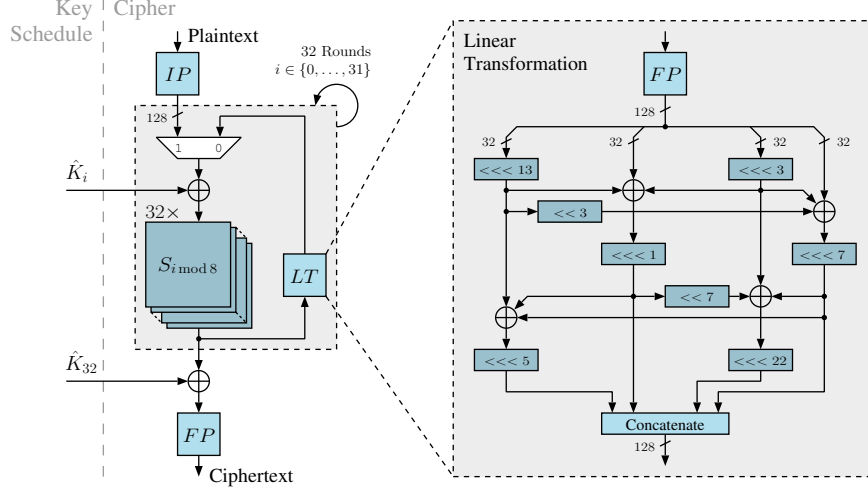 Key
Schedule
Cipher
Plaintext
IP
128
32 Rounds
i ∈ {0, . . . , 31}
1 0
K̂ᵢ
32×
S_{i mod 8}
LT
K̂₃₂
FP
Ciphertext
Linear
Transformation
FP
128
32 32 32 32
<<< 13 <<< 3
<< 3
<<< 1 <<< 7
<< 7
<<< 5 <<< 22
Concatenate
128